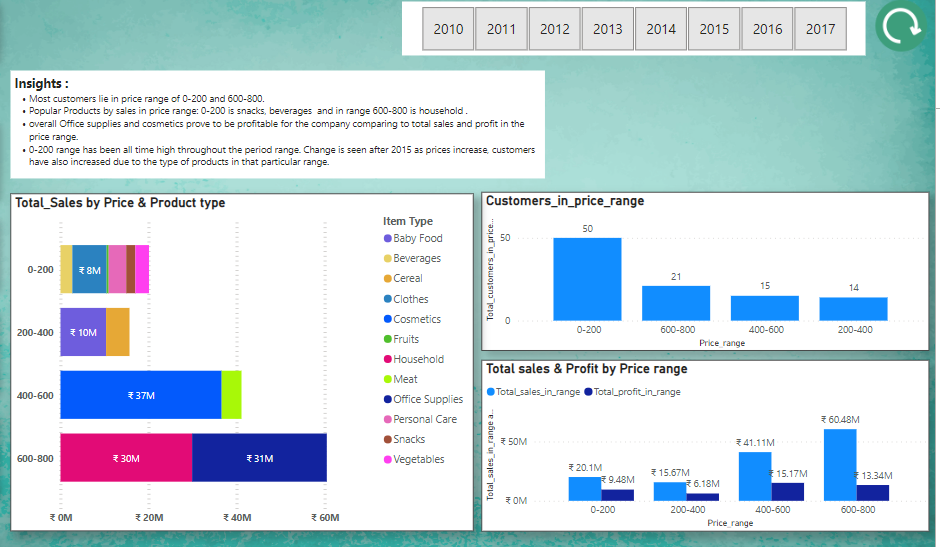 2010 2011 2012 2013 2014 2015 2016 2017
Insights :
• Most customers lie in price range of 0-200 and 600-800.
• Popular Products by sales in price range: 0-200 is snacks, beverages and in range 600-800 is household .
• overall Office supplies and cosmetics prove to be profitable for the company comparing to total sales and profit in the
price range.
• 0-200 range has been all time high throughout the period range. Change is seen after 2015 as prices increase, customers
have also increased due to the type of products in that particular range.
Total_Sales by Price & Product type
0-200
₹ 8M
200-400
₹ 10M
400-600
₹ 37M
600-800
₹ 30M
₹ 31M
₹ 0M ₹ 20M ₹ 40M ₹ 60M
Item Type
Baby Food
Beverages
Cereal
Clothes
Cosmetics
Fruits
Household
Meat
Office Supplies
Personal Care
Snacks
Vegetables
Customers_in_price_range
Total_customers_in_price...
50
0
50
21
15
14
0-200 600-800 400-600 200-400
Price_range
Total sales & Profit by Price range
Total_sales_in_range Total_profit_in_range
Total_sales_in_range a...
₹ 50M
₹ 0M
₹ 20.1M
₹ 9.48M
₹ 15.67M
₹ 6.18M
₹ 41.11M
₹ 15.17M
₹ 60.48M
₹ 13.34M
0-200 200-400 400-600 600-800
Price_range